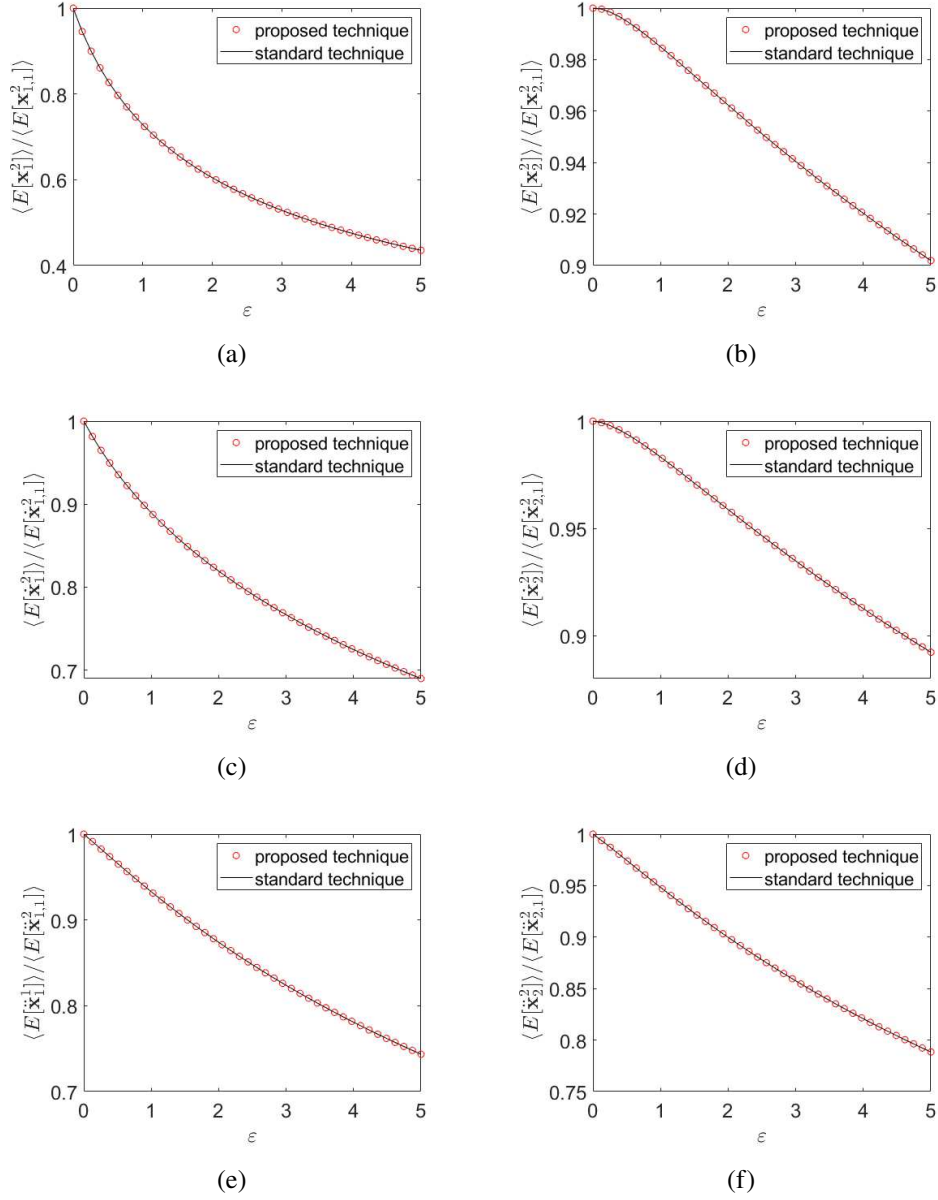 proposed technique
standard technique
⟨E[x²₁]⟩/⟨E[x²₁,₁]⟩
1
0.8
0.6
0.4
0 1 2 3 4 5
ε
(a)
proposed technique
standard technique
⟨E[x²₂]⟩/⟨E[x²₂,₁]⟩
1
0.98
0.96
0.94
0.92
0.9
0 1 2 3 4 5
ε
(b)
proposed technique
standard technique
⟨E[ẋ²₁]⟩/⟨E[ẋ²₁,₁]⟩
1
0.9
0.8
0.7
0 1 2 3 4 5
ε
(c)
proposed technique
standard technique
⟨E[ẋ²₂]⟩/⟨E[ẋ²₂,₁]⟩
1
0.95
0.9
0 1 2 3 4 5
ε
(d)
proposed technique
standard technique
⟨E[ẍ¹₁]⟩/⟨E[ẍ²₁,₁]⟩
1
0.9
0.8
0.7
0 1 2 3 4 5
ε
(e)
proposed technique
standard technique
⟨E[ẍ²₂]⟩/⟨E[ẍ²₂,₁]⟩
1
0.95
0.9
0.85
0.8
0.75
0 1 2 3 4 5
ε
(f)